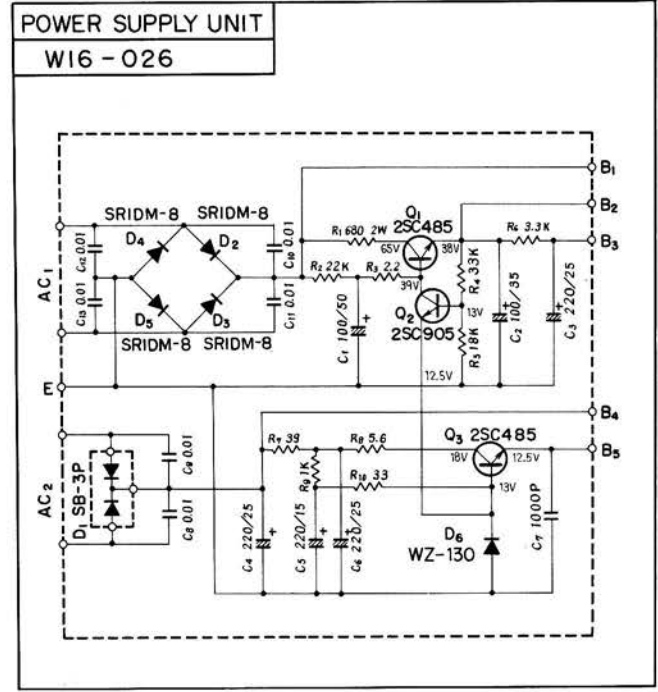 POWER SUPPLY UNIT
W16-026
B1
SRIDM-8 SRIDM-8
Q1
2SC485
B2
R1 680 2W
R6 3.3K
B3
65V
38V
D4
D2
C12 0.01
C10 0.01
R2 22K
R3 2.2
39V
R4 33K
AC1
Q2
2SC905
13V
C13 0.01
C11 0.01
D5
D3
SRIDM-8 SRIDM-8
C1 100/50
R5 18K
C2 100/35
C3 220/25
E
12.5V
B4
R7 39
R8 5.6
Q3 2SC485
B5
18V
12.5V
C9 0.01
R9 1K
R10 33
13V
AC2
D1 SB-3P
C8 0.01
C4 220/25
C5 220/15
C6 220/25
D6
WZ-130
C7 1000P